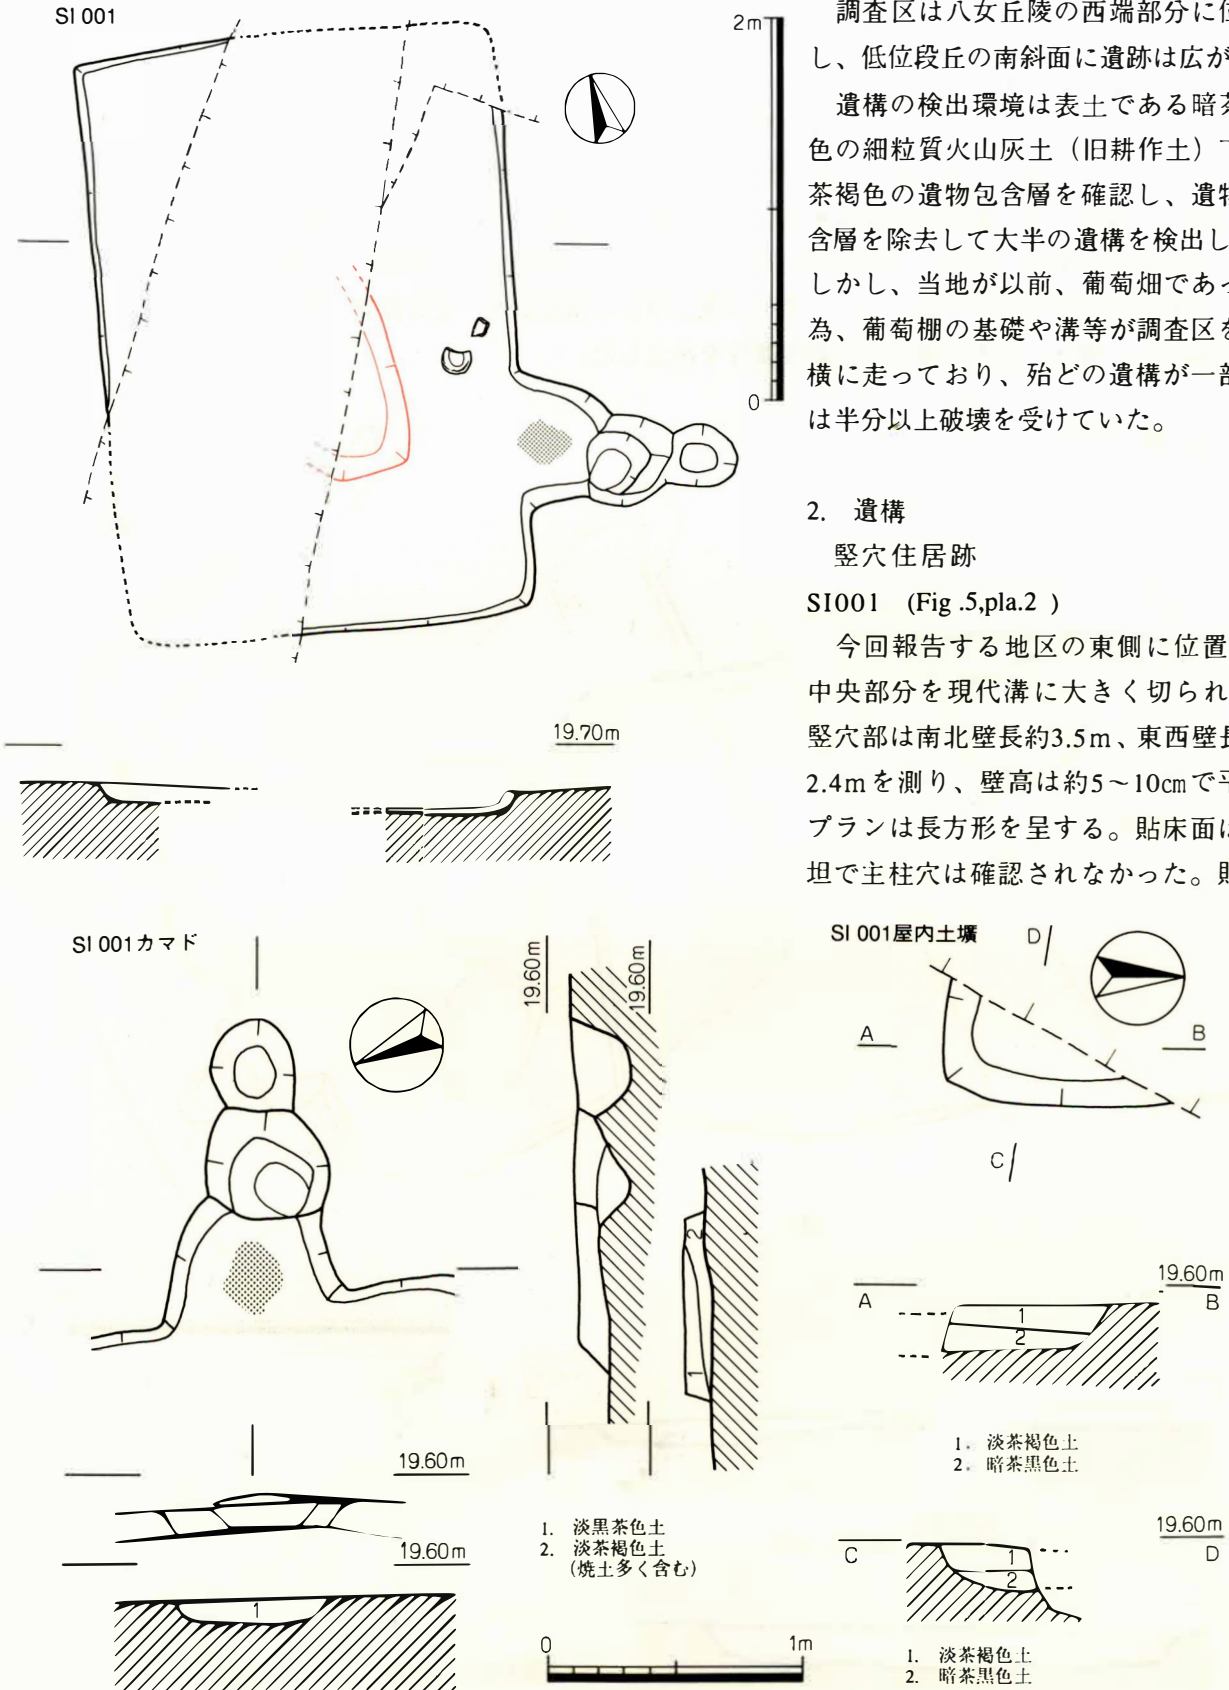 SI 001
2m
0
19.70m
調査区は八女丘陵の西端部分に位
し、低位段丘の南斜面に遺跡は広が
遺構の検出環境は表土である暗茶
色の細粒質火山灰土（旧耕作土）下
茶褐色の遺物包含層を確認し、遺物
含層を除去して大半の遺構を検出し
しかし、当地が以前、葡萄畑であっ
為、葡萄棚の基礎や溝等が調査区を
横に走っており、殆どの遺構が一部
は半分以上破壊を受けていた。
2. 遺構
竪穴住居跡
SI001 (Fig .5,pla.2 )
今回報告する地区の東側に位置
中央部分を現代溝に大きく切られ
竪穴部は南北壁長約3.5m、東西壁長
2.4mを測り、壁高は約5～10㎝で平
プランは長方形を呈する。貼床面は
坦で主柱穴は確認されなかった。貼
SI 001カマド
19.60m
19.60m
2
1
19.60m
19.60m
1
1. 淡黒茶色土
2. 淡茶褐色土
(焼土多く含む)
0
1m
SI 001屋内土壙
D
A
B
C
19.60m
A
B
1
2
1. 淡茶褐色土
2. 暗茶黒色土
19.60m
C
D
1
2
1. 淡茶褐色土
2. 暗茶黒色土